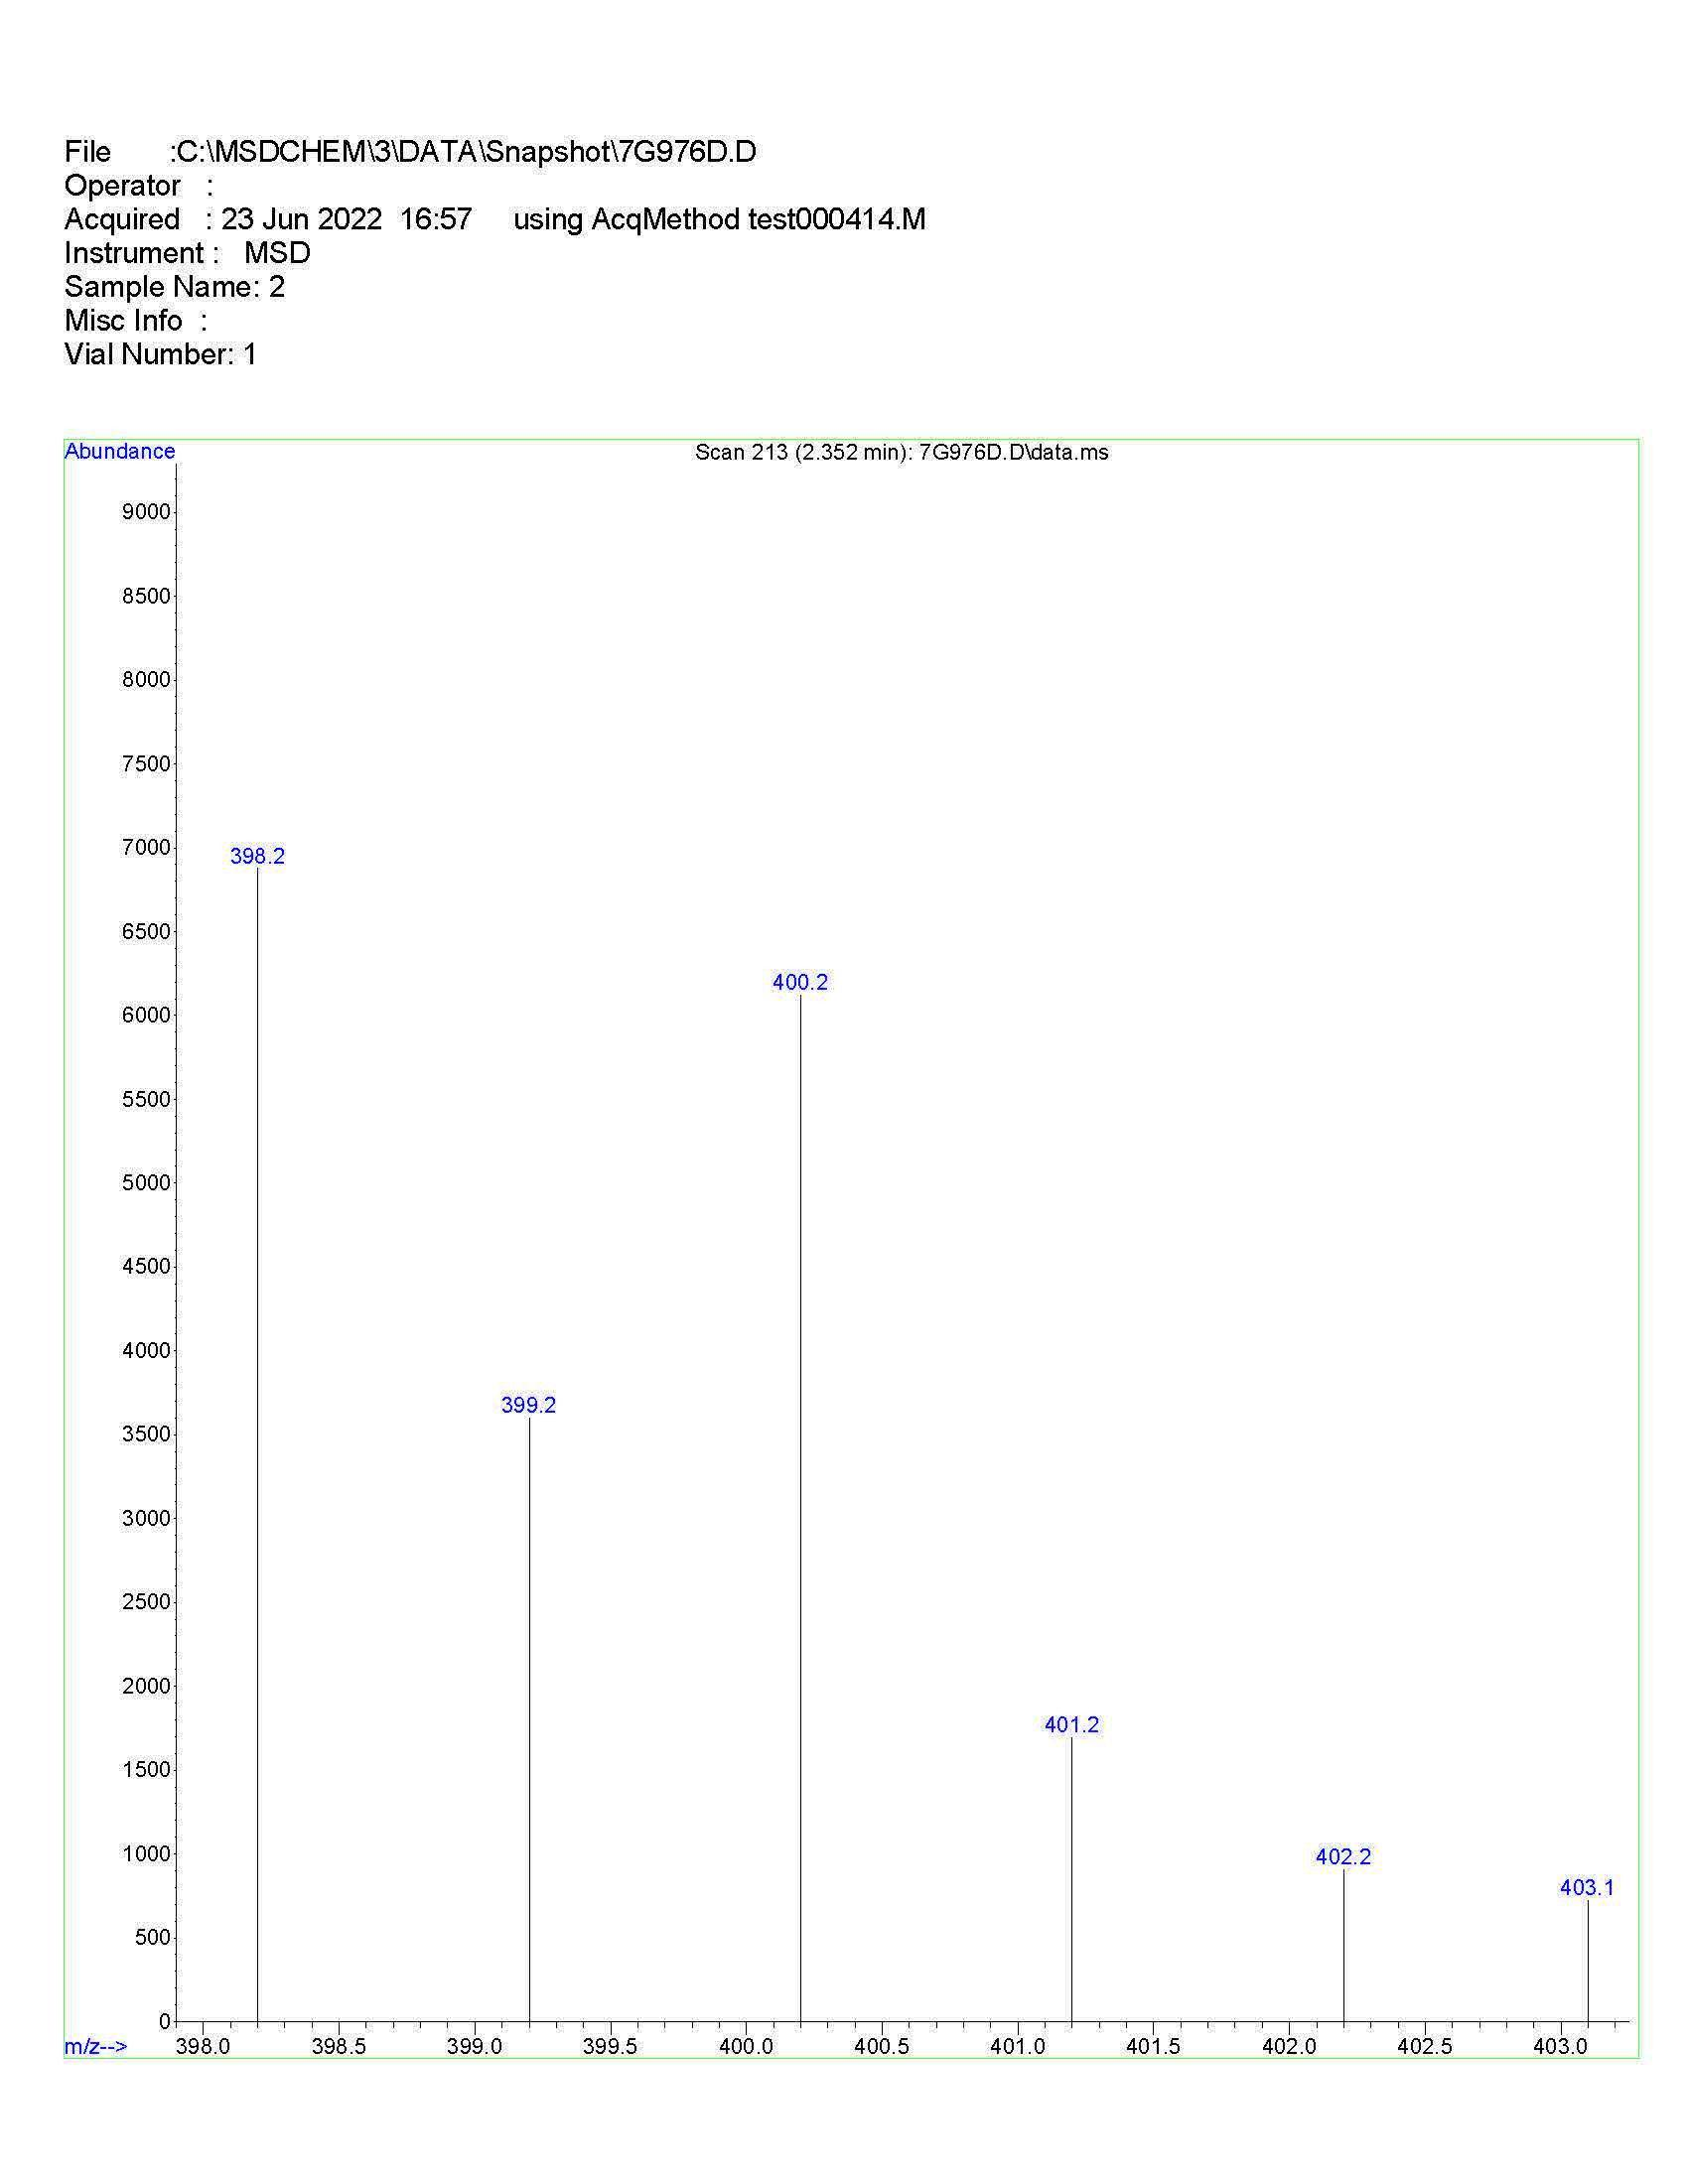 File :C:\MSDCHEM\3\DATA\Snapshot\7G976D.D
Operator :
Acquired : 23 Jun 2022 16:57 using AcqMethod test000414.M
Instrument : MSD
Sample Name: 2
Misc Info :
Vial Number: 1
Abundance
Scan 213 (2.352 min): 7G976D.D\data.ms
9000
8500
8000
7500
7000
398.2
6500
400.2
6000
5500
5000
4500
4000
399.2
3500
3000
2500
2000
401.2
1500
1000
402.2
403.1
500
0
m/z--> 398.0 398.5 399.0 399.5 400.0 400.5 401.0 401.5 402.0 402.5 403.0